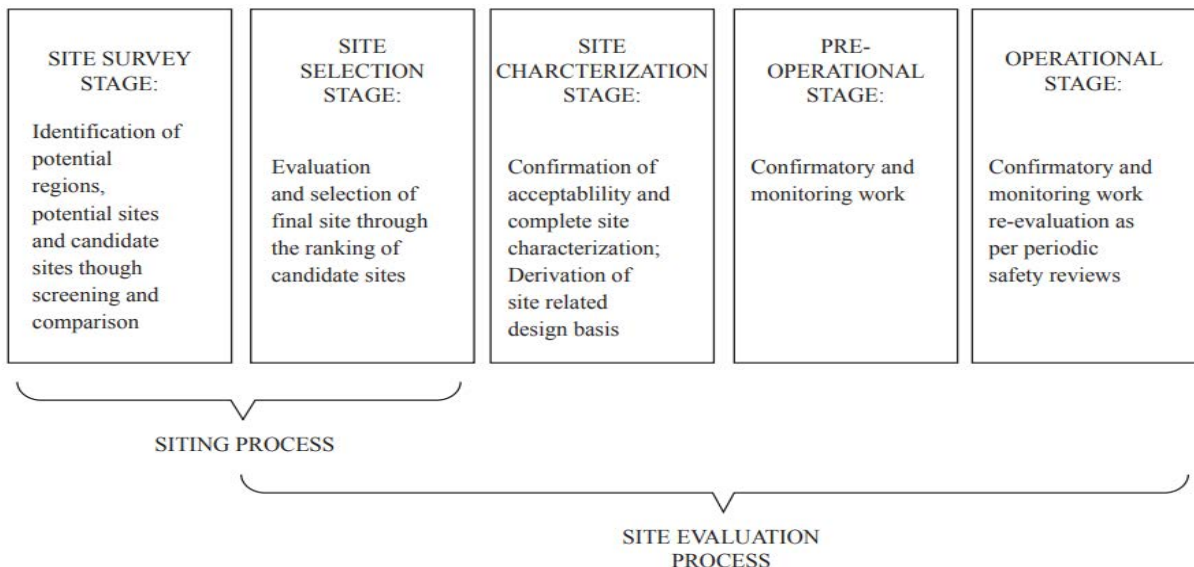 SITE SURVEY
STAGE:
Identification of
potential
regions,
potential sites
and candidate
sites though
screening and
comparison
SITE
SELECTION
STAGE:
Evaluation
and selection of
final site through
the ranking of
candidate sites
SITE
CHARCTERIZATION
STAGE:
Confirmation of
acceptablility and
complete site
characterization;
Derivation of
site related
design basis
PRE-
OPERATIONAL
STAGE:
Confirmatory and
monitoring work
OPERATIONAL
STAGE:
Confirmatory and
monitoring work
re-evaluation as
per periodic
safety reviews
SITING PROCESS
SITE EVALUATION
PROCESS